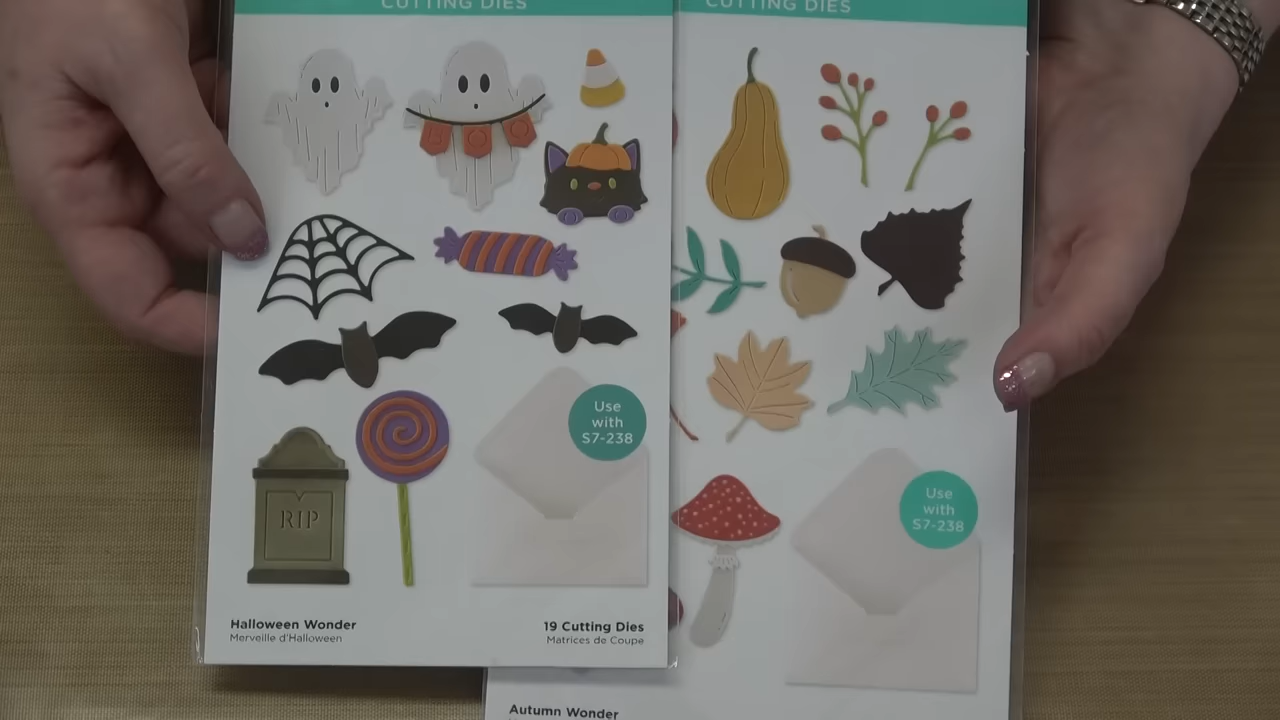 CUTTING DIES
CUTTING DIES
Use
with
S7-238
RIP
Halloween Wonder
Merveille d'Halloween
19 Cutting Dies
Matrices de Coupe
Use
with
S7-238
Autumn Wonder